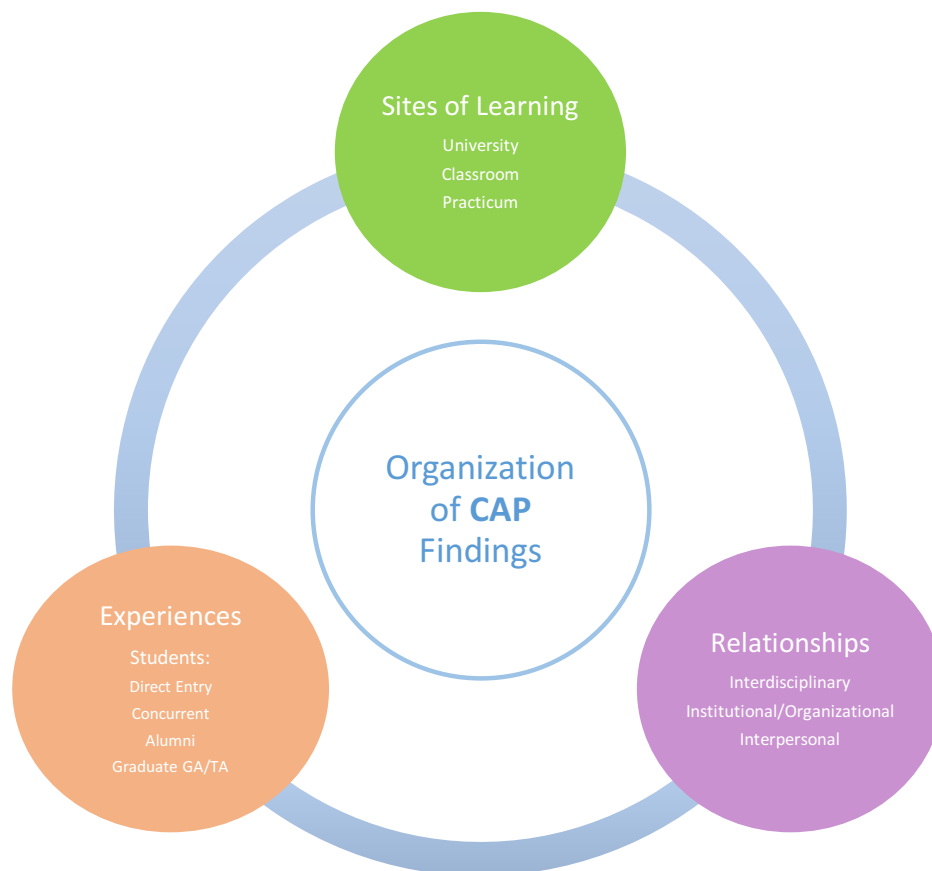 Sites of Learning
University
Classroom
Practicum
Organization
of CAP
Findings
Experiences
Students:
Direct Entry
Concurrent
Alumni
Graduate GA/TA
Relationships
Interdisciplinary
Institutional/Organizational
Interpersonal